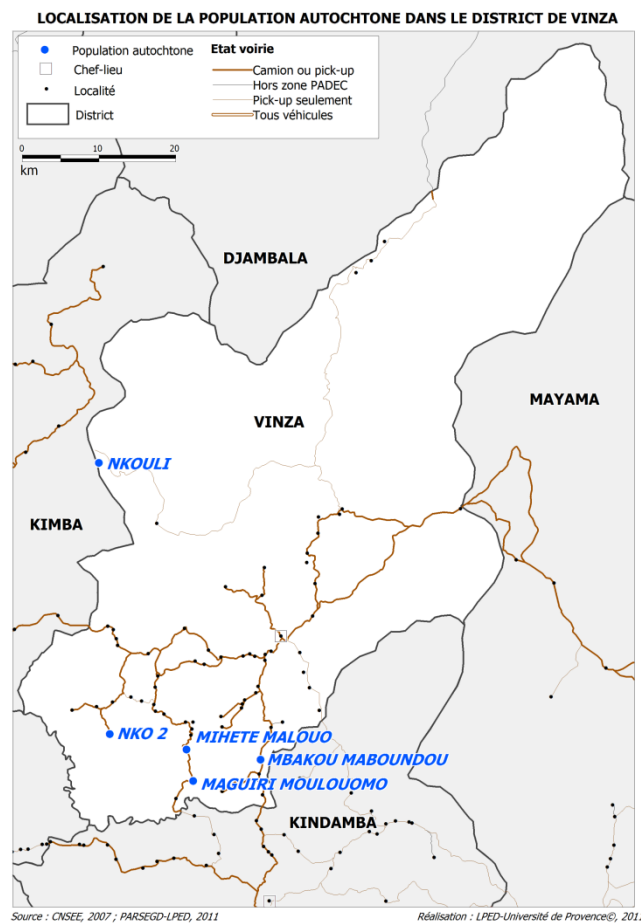 LOCALISATION DE LA POPULATION AUTOCHTONE DANS LE DISTRICT DE VINZA
Population autochtone
Chef-lieu
Localité
District
Etat voirie
Camion ou pick-up
Hors zone PADEC
Pick-up seulement
Tous véhicules
0 10 20
km
DJAMBALA
MAYAMA
VINZA
NKOULI
KIMBA
NKO 2
MIHETE MALOUO
MBAKOU MABOUNDOU
MAGUIRI MOULOUOMO
KINDAMBA
Source : CNSEE, 2007 ; PARSEGD-LPED, 2011
Réalisation : LPED-Université de Provence©,